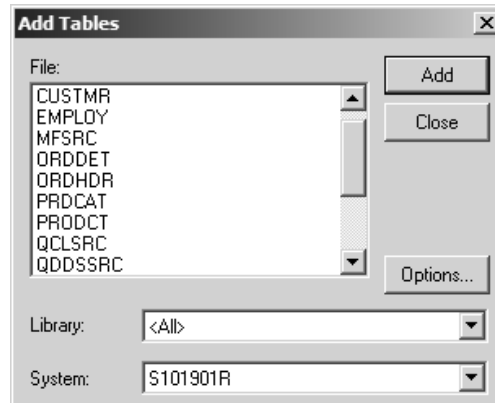 Add Tables
File:
CUSTMR
EMPLOY
MFSRC
ORDDET
ORDHDR
PRDCAT
PRODCT
QCLSRC
QDDSSRC
Add
Close
Options...
Library:
<All>
System:
S101901R